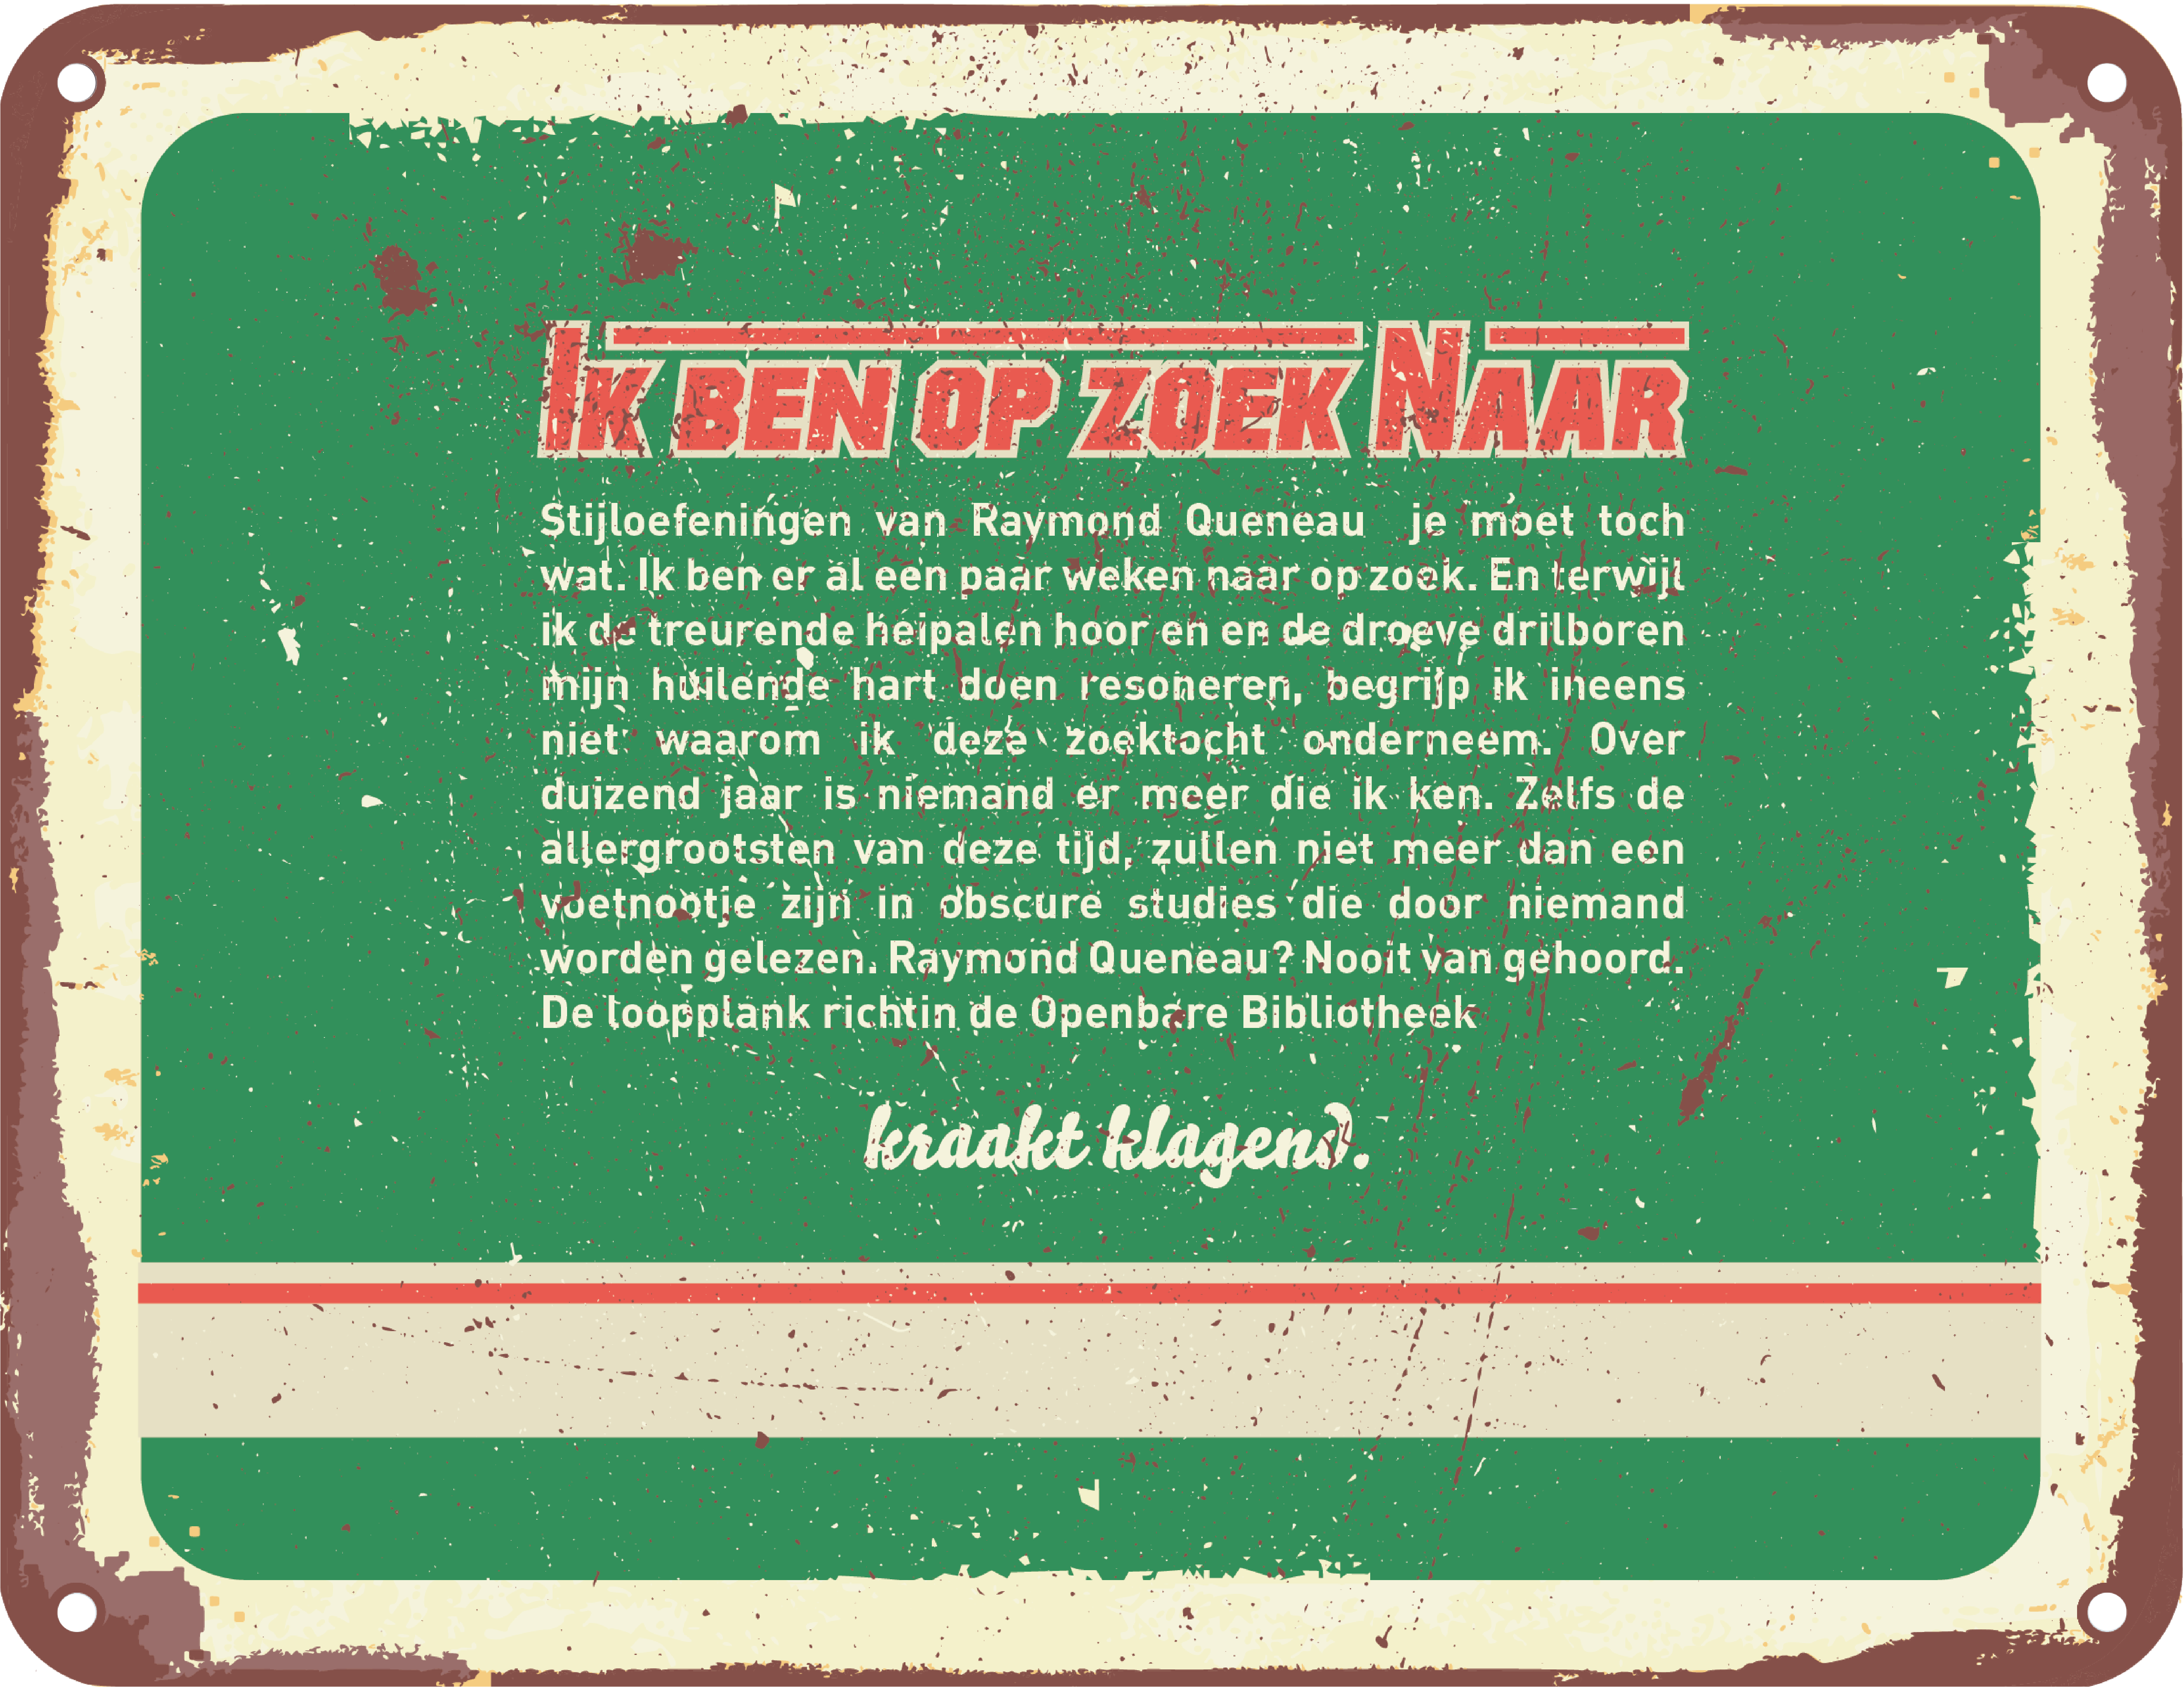 Ik ben op zoek Naar
Stijloefeningen van Raymond Queneau je moet toch
wat. Ik ben er al een paar weken naar op zoek. En terwijl
ik de treurende heipalen hoor en en de droeve drilboren
mijn huilende hart doen resoneren, begrijp ik ineens
niet waarom ik deze zoektocht onderneem. Over
duizend jaar is niemand er meer die ik ken. Zelfs de
allergrootsten van deze tijd, zullen niet meer dan een
voetnootje zijn in obscure studies die door niemand
worden gelezen. Raymond Queneau? Nooit van gehoord.
De loopplank richtin de Openbare Bibliotheek
kraakt klagend.